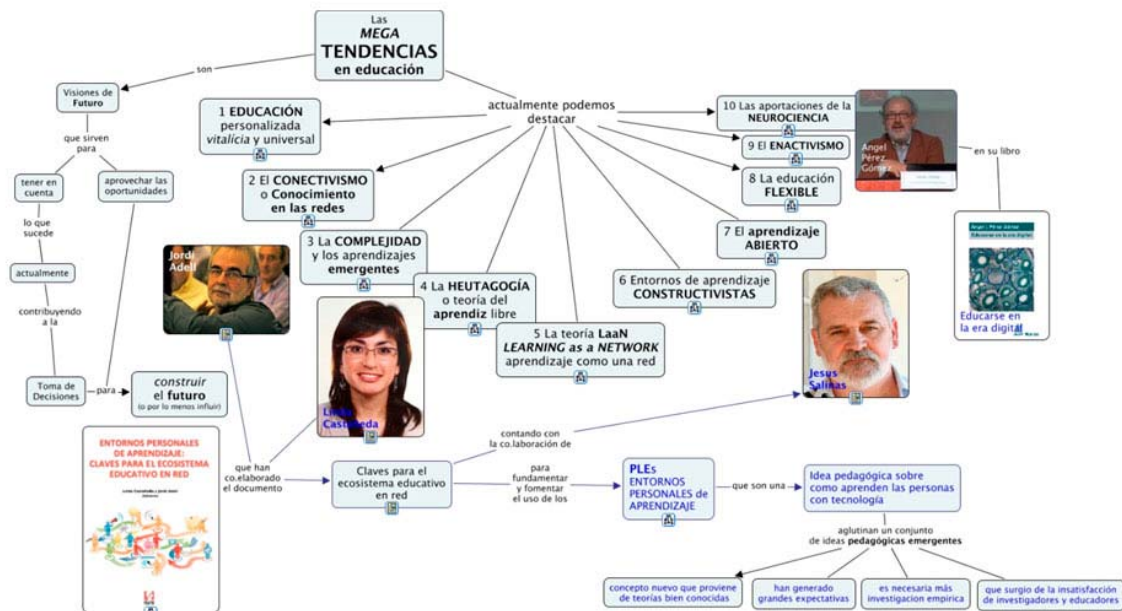 Las
MEGA
TENDENCIAS
en educación
son
Visiones de
Futuro
que sirven
para
tener en
cuenta
aprovechar las
oportunidades
lo que
sucede
actualmente
contribuyendo
a la
Toma de
Decisiones
para
construir
el futuro
(o por lo menos influir)
actualmente podemos
destacar
1 EDUCACIÓN
personalizada
vitalícia y universal
2 El CONECTIVISMO
o Conocimiento
en las redes
3 La COMPLEJIDAD
y los aprendizajes
emergentes
4 La HEUTAGOGÍA
o teoría del
aprendiz libre
5 La teoría LaaN
LEARNING as a NETWORK
aprendizaje como una red
6 Entornos de aprendizaje
CONSTRUCTIVISTAS
7 El aprendizaje
ABIERTO
8 La educación
FLEXIBLE
9 El ENACTIVISMO
10 Las aportaciones de la
NEUROCIENCIA
Angel
Pérez
Gómez
en su libro
Educarse en la era digital
Educarse en
la era digital
Jordi
Adell
Linda
Castañeda
Jesus
Salinas
ENTORNOS PERSONALES
DE APRENDIZAJE:
CLAVES PARA EL ECOSISTEMA
EDUCATIVO EN RED
que han
co.elaborado
el documento
Claves para el
ecosistema educativo
en red
contando con
la co.laboración de
para
fundamentar
y fomentar
el uso de los
PLEs
ENTORNOS
PERSONALES de
APRENDIZAJE
que son una
Idea pedagógica sobre
como aprenden las personas
con tecnología
aglutinan un conjunto
de ideas pedagógicas emergentes
concepto nuevo que proviene
de teorías bien conocidas
han generado
grandes expectativas
es necesaria más
investigacion empirica
que surgio de la insatisfacción
de investigadores y educadores